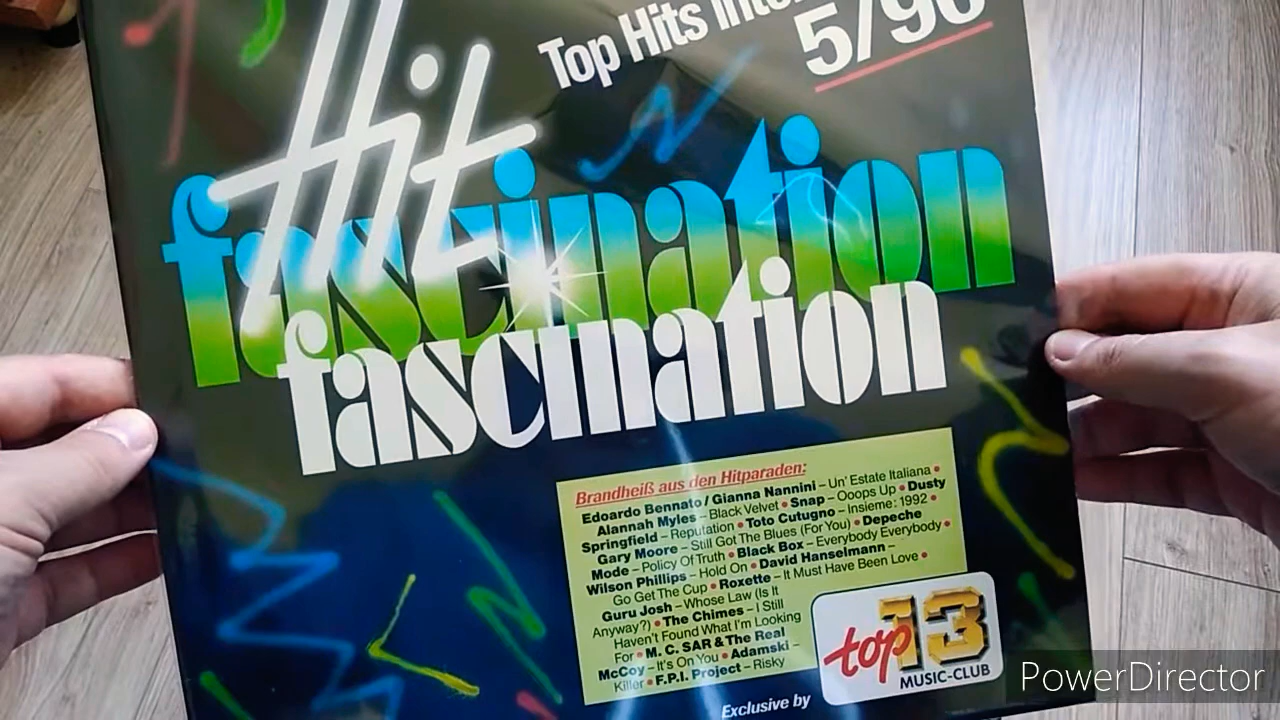 Top Hits Inte
5/90
Hit
fascination
fascination
Brandheiß aus den Hitparaden:
Edoardo Bennato / Gianna Nannini – Un' Estate Italiana •
Alannah Myles – Black Velvet • Snap – Ooops Up • Dusty
Springfield – Reputation • Toto Cutugno – Insieme: 1992 •
Gary Moore – Still Got The Blues (For You) • Depeche
Mode – Policy Of Truth • Black Box – Everybody Everybody •
Wilson Phillips – Hold On • David Hanselmann –
Go Get The Cup • Roxette – It Must Have Been Love •
Guru Josh – Whose Law (Is It
Anyway?) • The Chimes – I Still
Haven't Found What I'm Looking
For • M. C. SAR & The Real
McCoy – It's On You • Adamski –
Killer • F.P.I. Project – Risky
top 13
MUSIC-CLUB
Exclusive by
PowerDirector